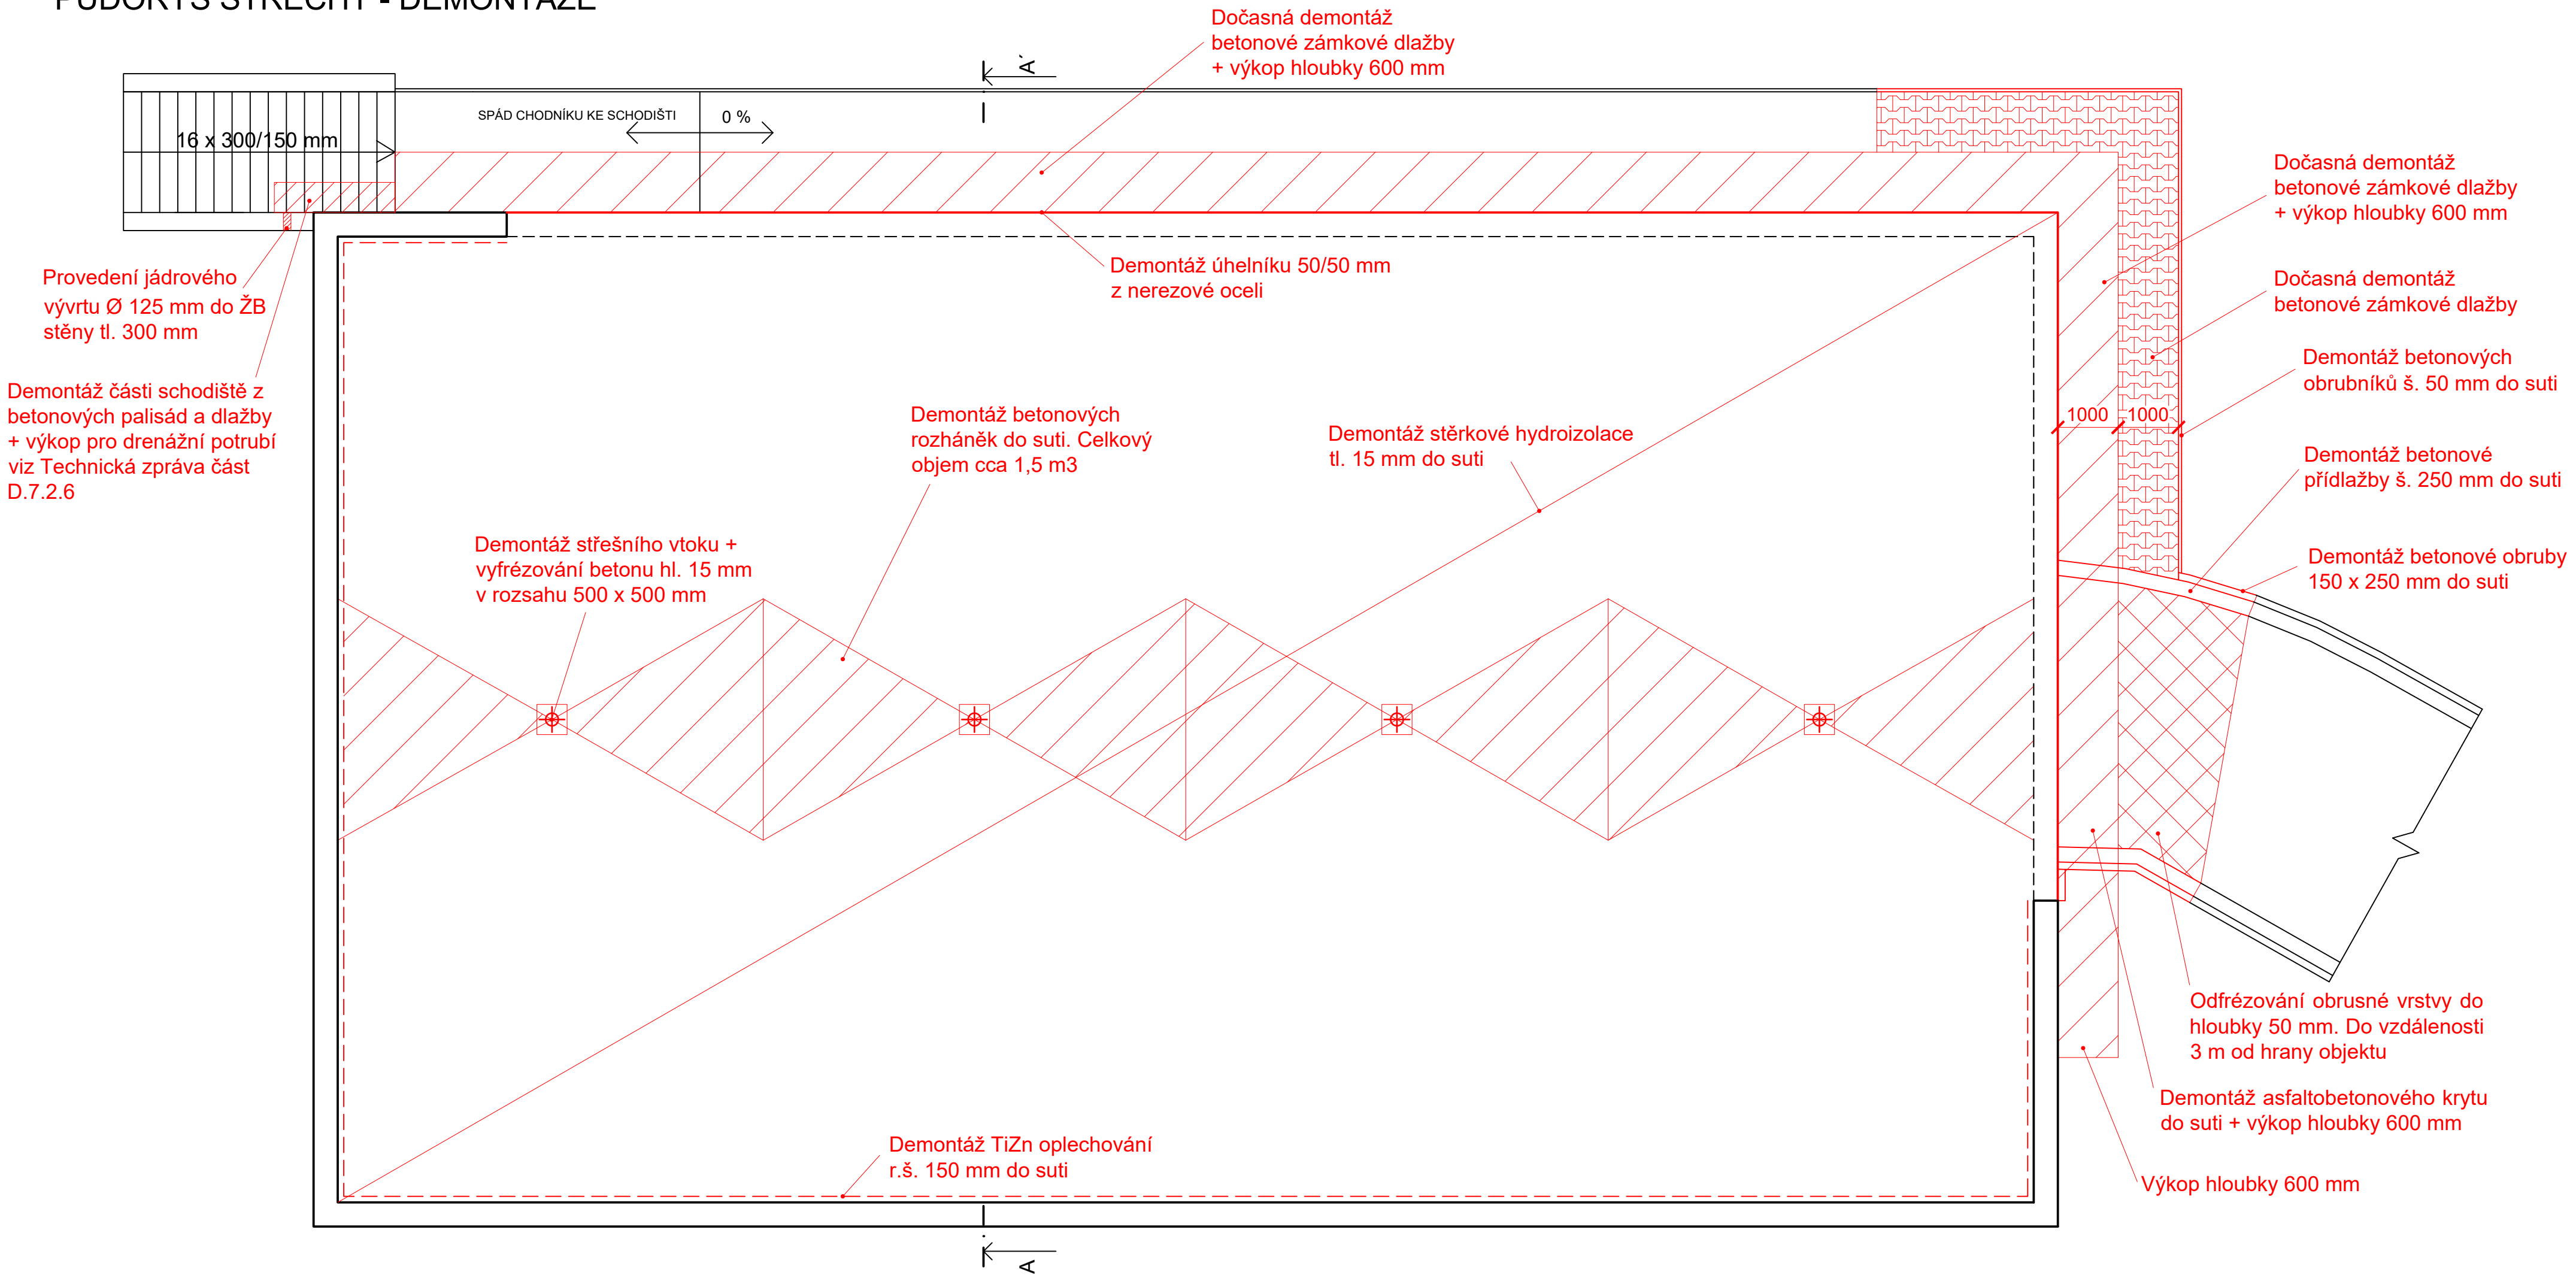 PŮDORYS STŘECHY - DEMONTÁŽE
Dočasná demontáž
betonové zámkové dlažby
+ výkop hloubky 600 mm
A'
SPÁD CHODNÍKU KE SCHODIŠTI
0 %
16 x 300/150 mm
Dočasná demontáž
betonové zámkové dlažby
+ výkop hloubky 600 mm
Provedení jádrového
vývrtu Ø 125 mm do ŽB
stěny tl. 300 mm
Demontáž úhelníku 50/50 mm
z nerezové oceli
Dočasná demontáž
betonové zámkové dlažby
Demontáž betonových
obrubníků š. 50 mm do suti
Demontáž části schodiště z
betonových palisád a dlažby
+ výkop pro drenážní potrubí
viz Technická zpráva část
D.7.2.6
Demontáž betonových
rozháněk do suti. Celkový
objem cca 1,5 m3
Demontáž stěrkové hydroizolace
tl. 15 mm do suti
1000
1000
Demontáž betonové
přídlažby š. 250 mm do suti
Demontáž střešního vtoku +
vyfrézování betonu hl. 15 mm
v rozsahu 500 x 500 mm
Demontáž betonové obruby
150 x 250 mm do suti
Odfrézování obrusné vrstvy do
hloubky 50 mm. Do vzdálenosti
3 m od hrany objektu
Demontáž asfaltobetonového krytu
do suti + výkop hloubky 600 mm
Demontáž TiZn oplechování
r.š. 150 mm do suti
Výkop hloubky 600 mm
A